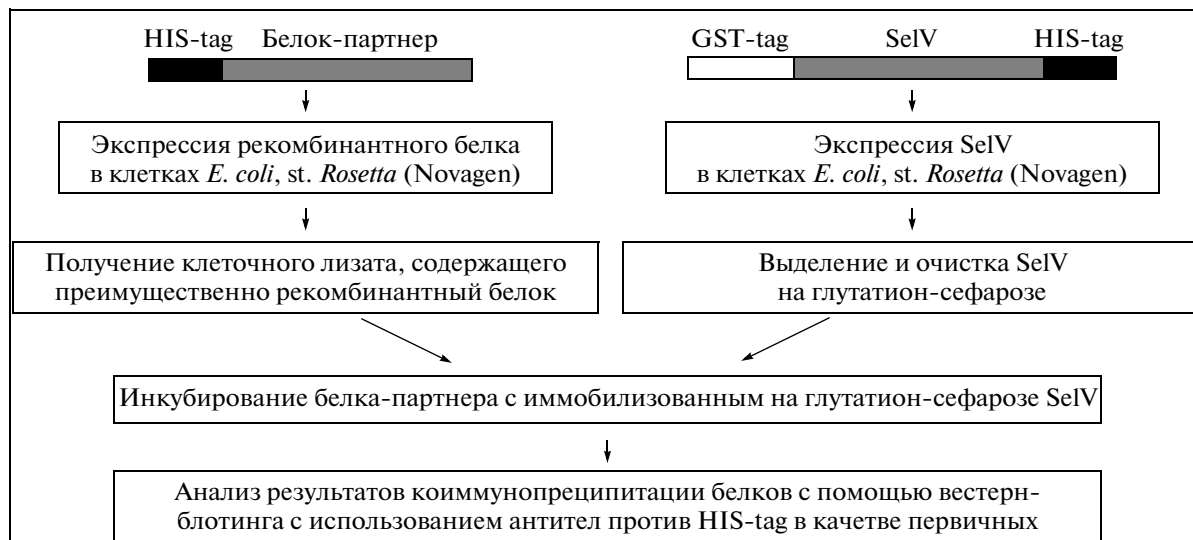 HIS-tag Белок-партнер
GST-tag SelV HIS-tag
Экспрессия рекомбинантного белка
в клетках E. coli, st. Rosetta (Novagen)
Экспрессия SelV
в клетках E. coli, st. Rosetta (Novagen)
Получение клеточного лизата, содержащего
преимущественно рекомбинантный белок
Выделение и очистка SelV
на глутатион-сефарозе
Инкубирование белка-партнера с иммобилизованным на глутатион-сефарозе SelV
Анализ результатов коиммунопреципитации белков с помощью вестерн-
блотинга с использованием антител против HIS-tag в качетве первичных